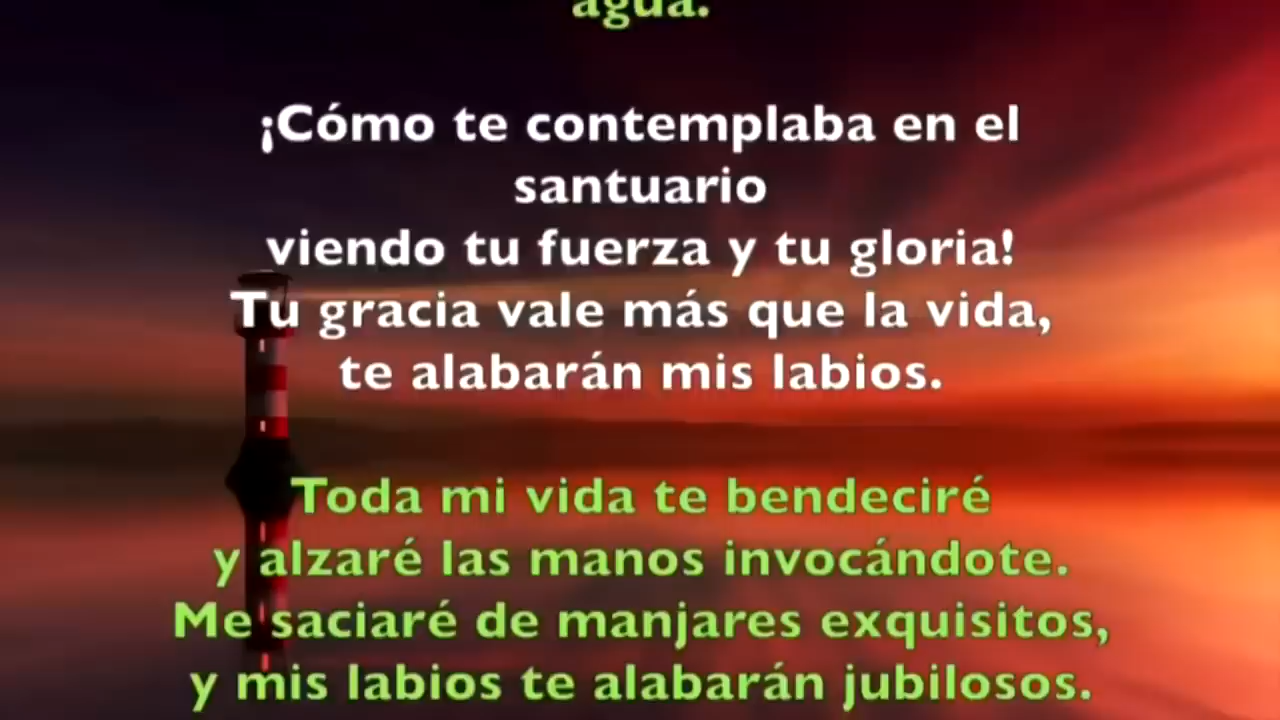 agua.
¡Cómo te contemplaba en el
santuario
viendo tu fuerza y tu gloria!
Tu gracia vale más que la vida,
te alabarán mis labios.
Toda mi vida te bendeciré
y alzaré las manos invocándote.
Me saciaré de manjares exquisitos,
y mis labios te alabarán jubilosos.